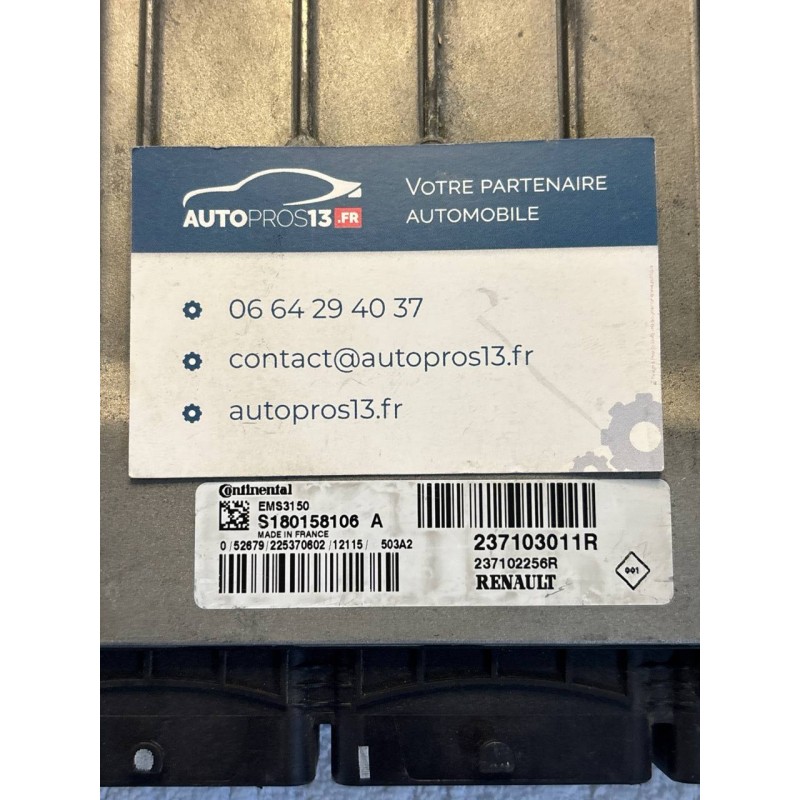 AUTOPROS13.FR
VOTRE PARTENAIRE
AUTOMOBILE
06 64 29 40 37
contact@autopros13.fr
autopros13.fr
Continental
EMS3150
S180158106 A
MADE IN FRANCE
0/52679/225370602/12115/ 503A2
237103011R
237102256R
RENAULT
001